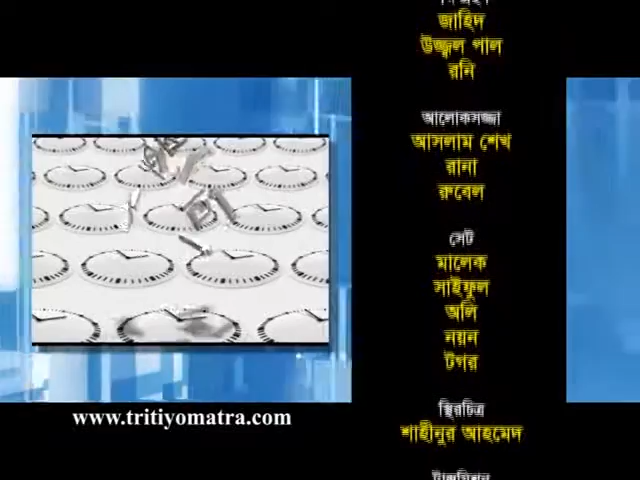 জাহিদ
উজ্জ্বল পাল
রনি
আলোকসজ্জা
আসলাম শেখ
রানা
রুবেল
সেট
মালেক
সাইফুল
অলি
নয়ন
টগর
স্থিরচিত্র
শাহীনুর আহমেদ
www.tritiyomatra.com